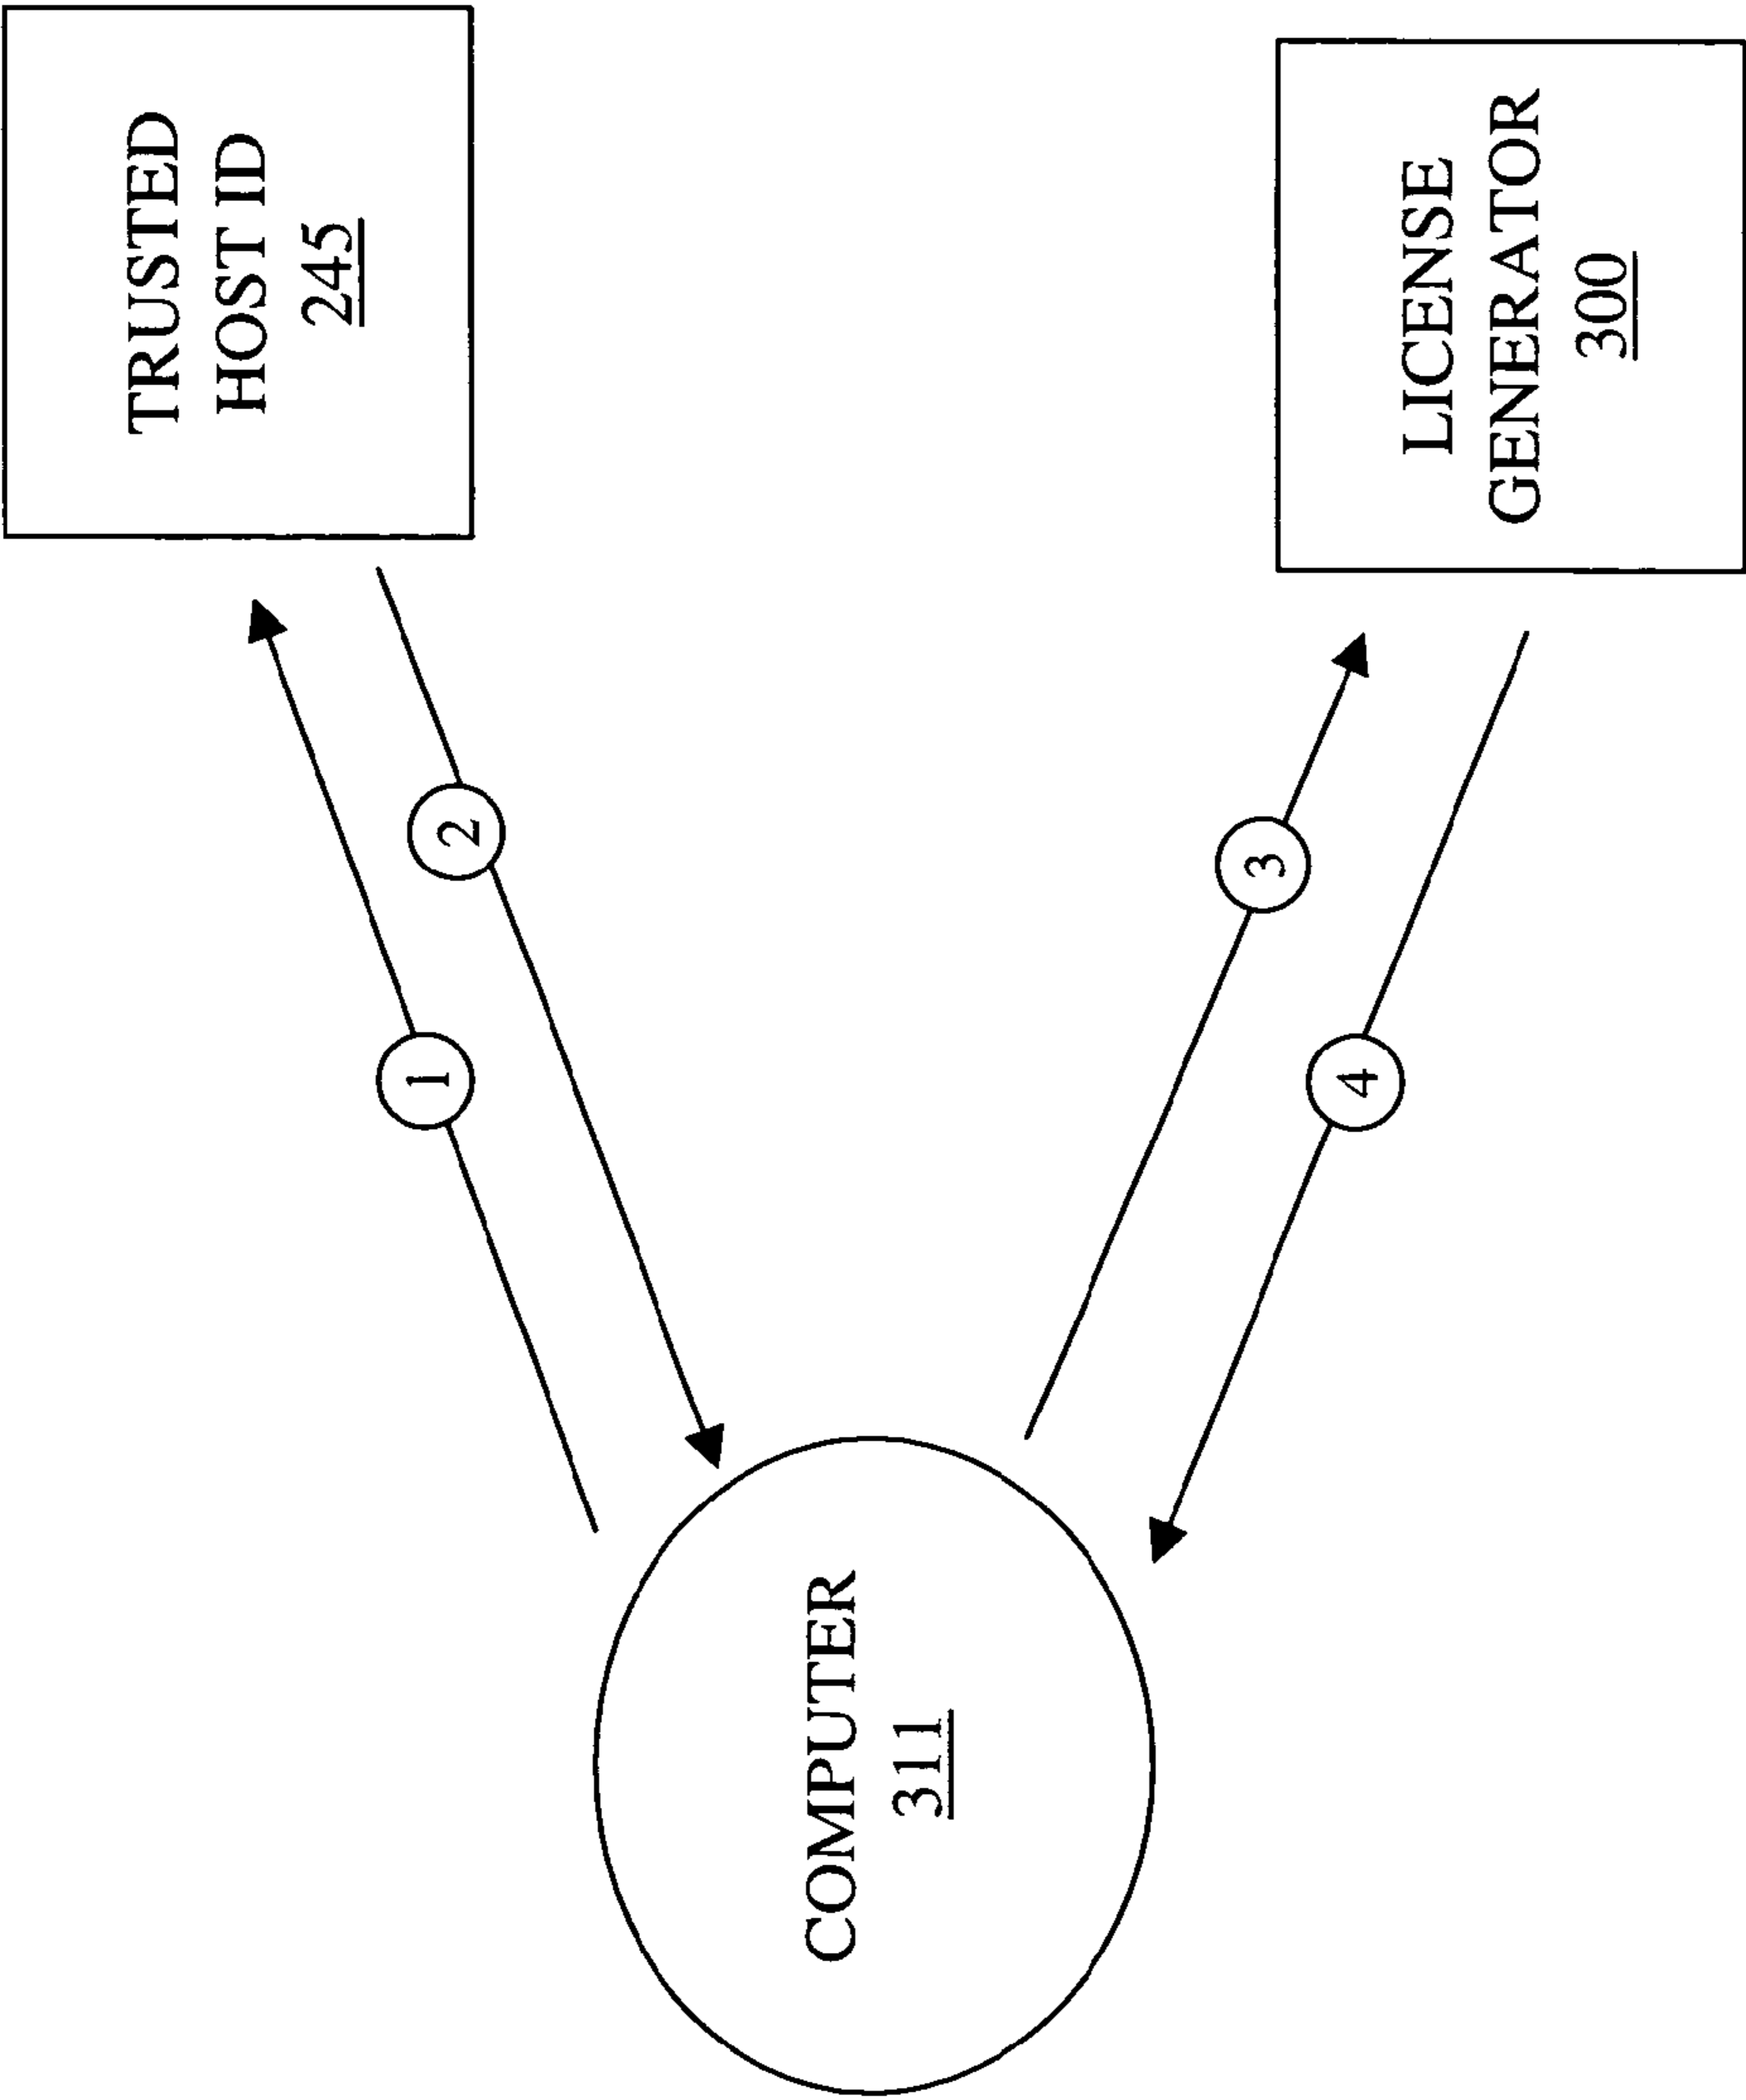 TRUSTED
HOST ID
245
1
2
COMPUTER
311
3
4
LICENSE
GENERATOR
300